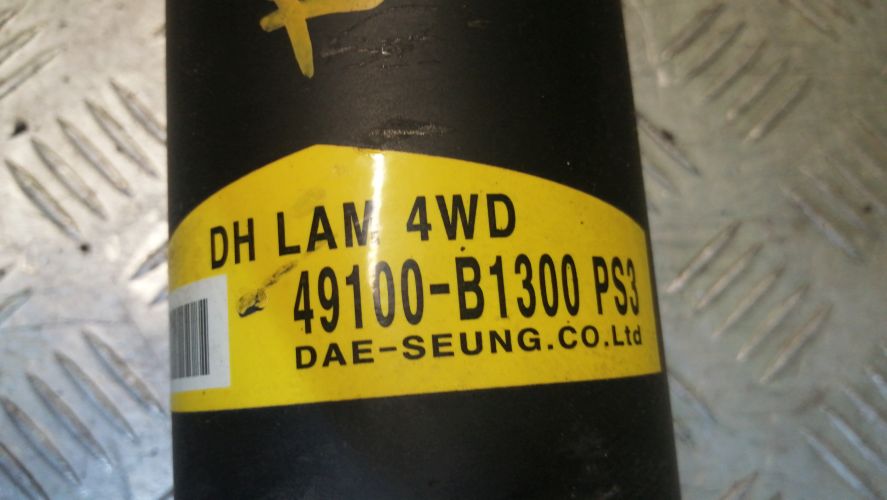 DH LAM 4WD
49100-B1300 PS3
DAE-SEUNG.CO.Ltd